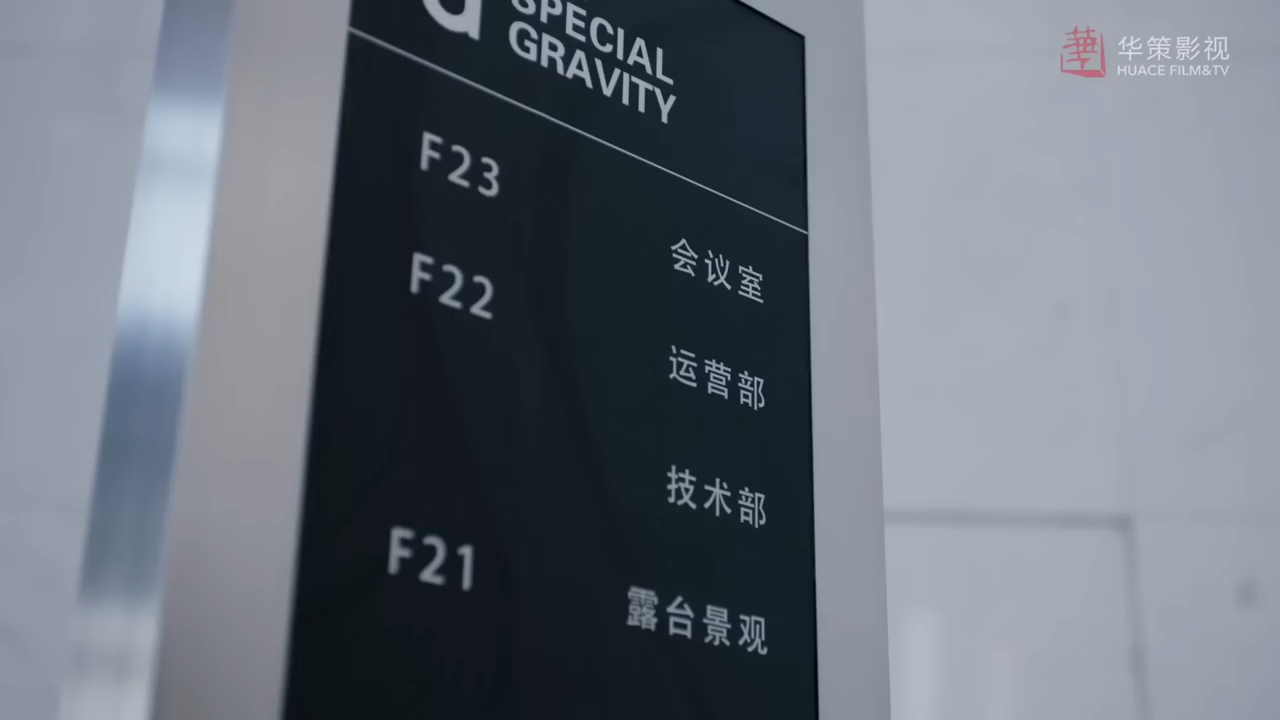 SPECIAL
GRAVITY
F23
会议室
F22
运营部
技术部
F21
露台景观
華
华策影视
HUACE FILM&TV